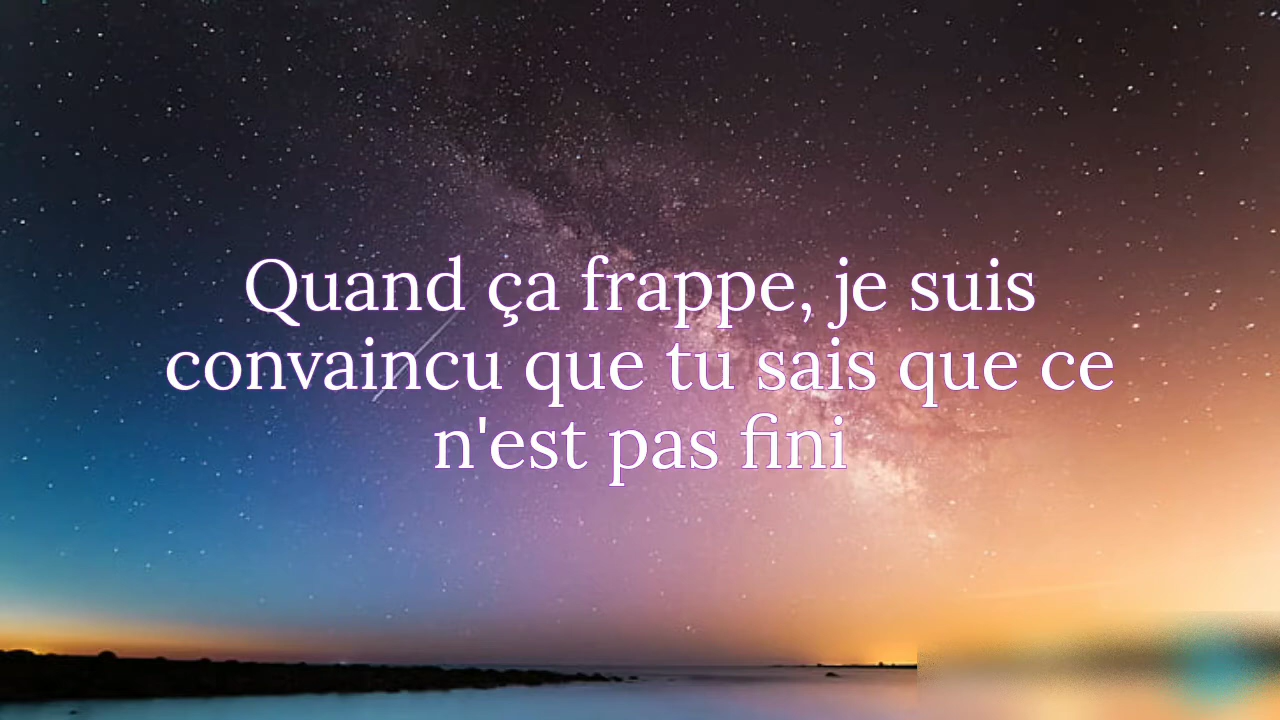 Quand ça frappe, je suis
convaincu que tu sais que ce
n'est pas fini